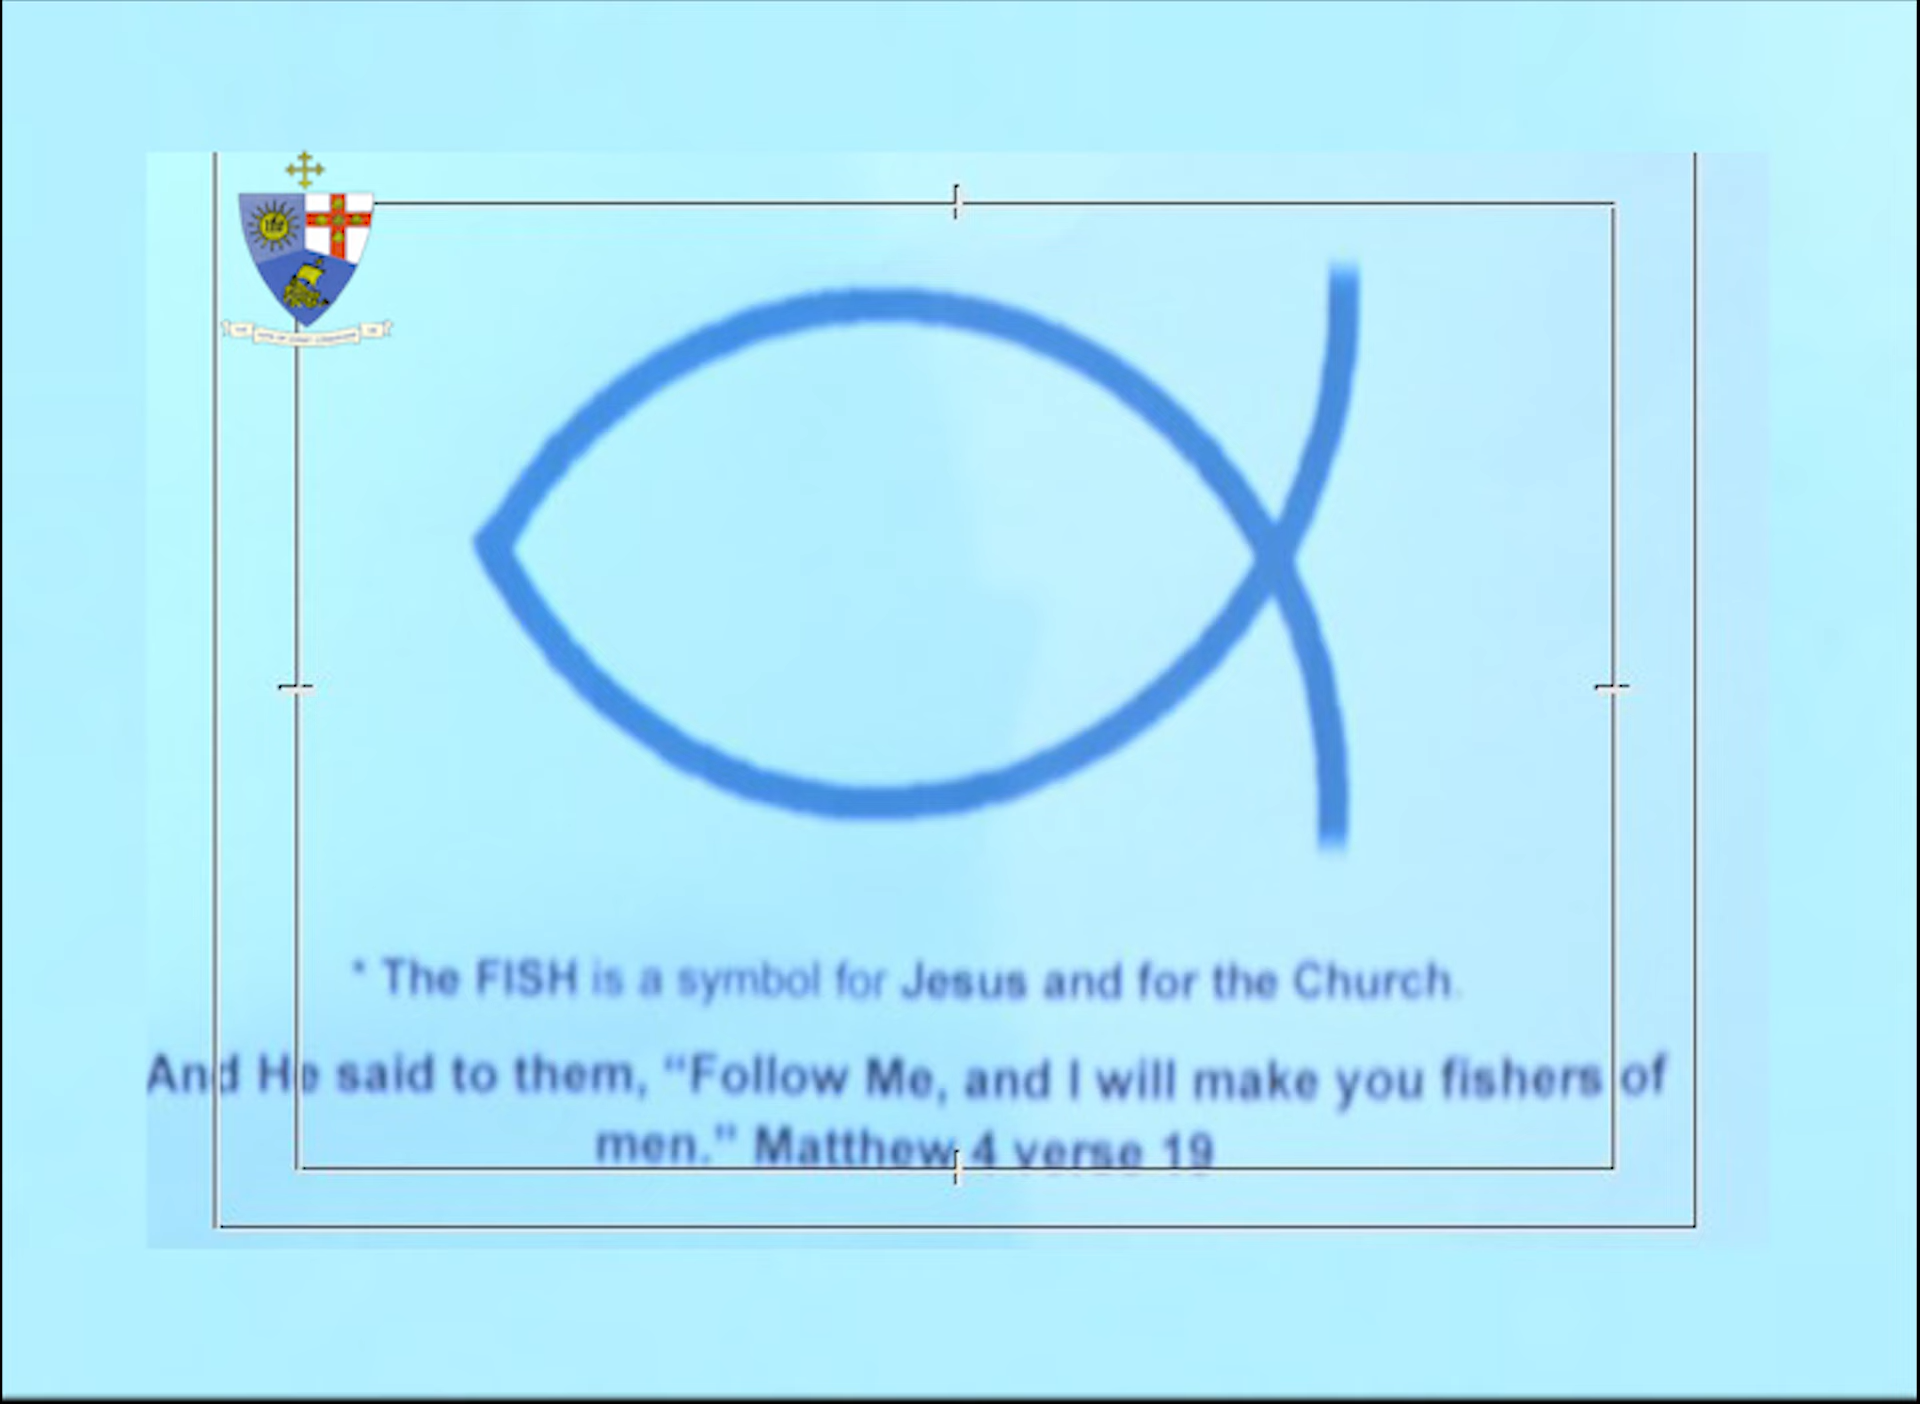 * The FISH is a symbol for Jesus and for the Church.
And He said to them, “Follow Me, and I will make you fishers of
men.” Matthew 4 verse 19